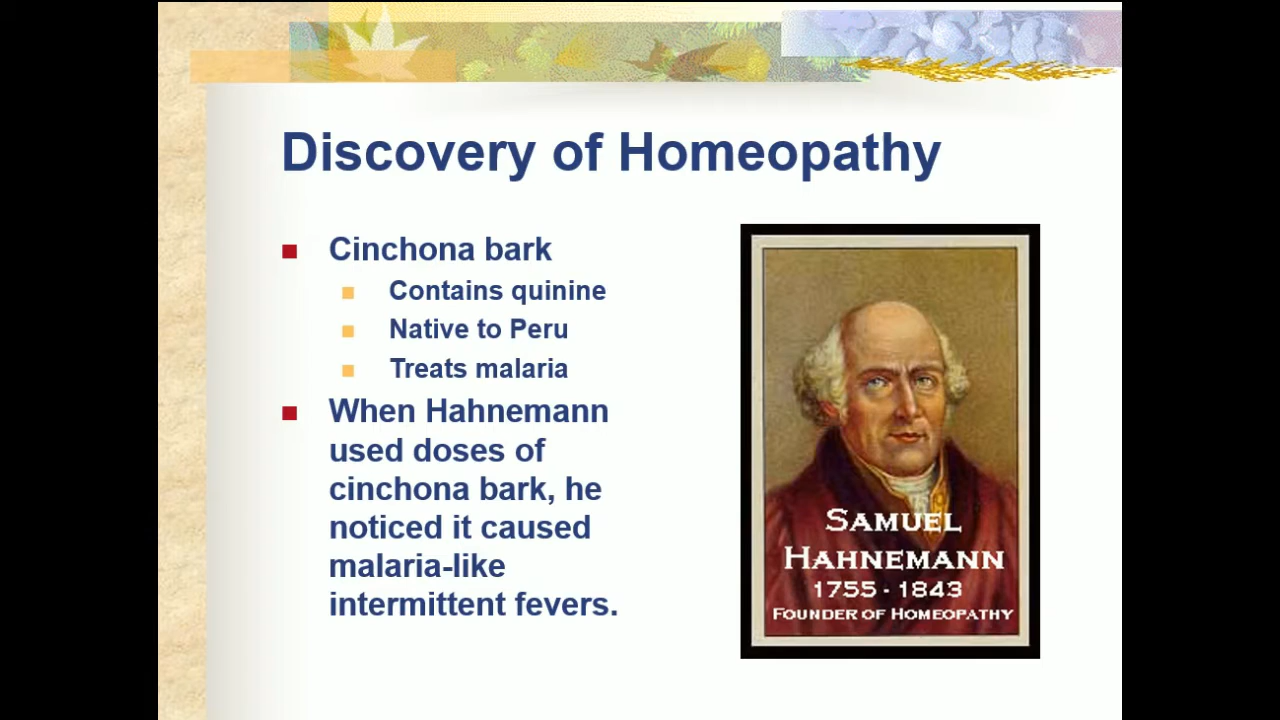 Discovery of Homeopathy
Cinchona bark
Contains quinine
Native to Peru
Treats malaria
When Hahnemann
used doses of
cinchona bark, he
noticed it caused
malaria-like
intermittent fevers.
SAMUEL
HAHNEMANN
1755 - 1843
FOUNDER OF HOMEOPATHY